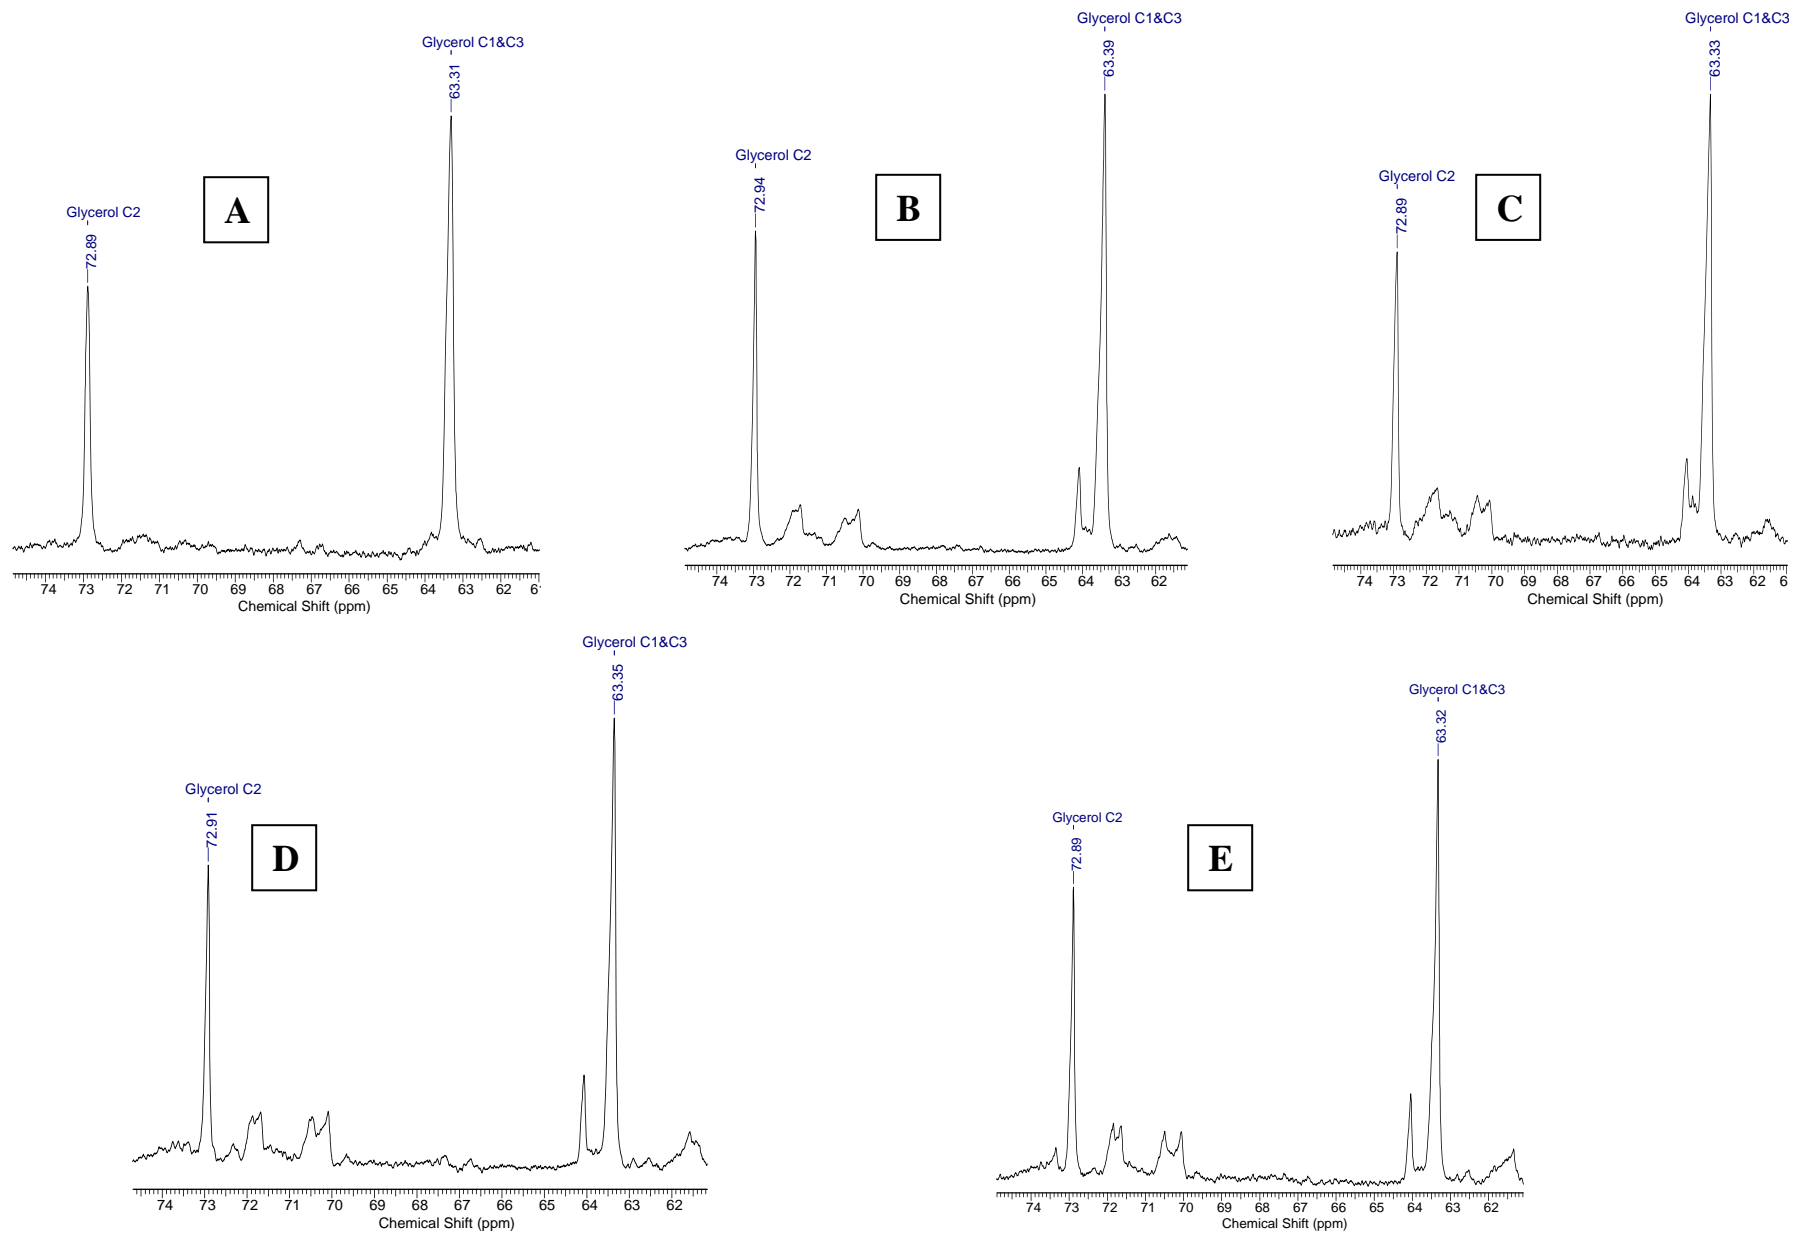 Glycerol C1&C3
63.31
Glycerol C2
72.89
A
74 73 72 71 70 69 68 67 66 65 64 63 62 6
Chemical Shift (ppm)
Glycerol C1&C3
63.39
Glycerol C2
72.94
B
74 73 72 71 70 69 68 67 66 65 64 63 62
Chemical Shift (ppm)
Glycerol C1&C3
63.33
Glycerol C2
72.89
C
74 73 72 71 70 69 68 67 66 65 64 63 62 6
Chemical Shift (ppm)
Glycerol C1&C3
63.35
Glycerol C2
72.91
D
74 73 72 71 70 69 68 67 66 65 64 63 62
Chemical Shift (ppm)
Glycerol C1&C3
63.32
Glycerol C2
72.89
E
74 73 72 71 70 69 68 67 66 65 64 63 62
Chemical Shift (ppm)